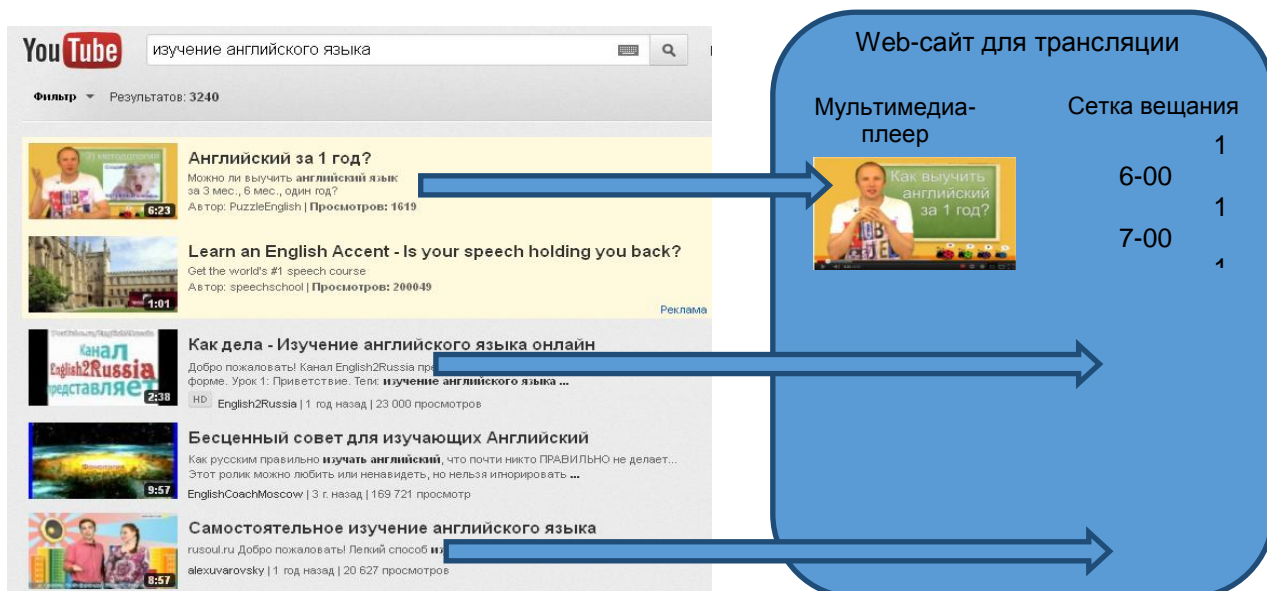 You Tube
изучение английского языка
Фильтр Результатов: 3240
Английский за 1 год?
Можно ли выучить английский язык
за 3 мес., 6 мес., один год?
Автор: PuzzleEnglish | Просмотров: 1619
6:23
Learn an English Accent - Is your speech holding you back?
Get the world's #1 speech course
Автор: speechschool | Просмотров: 200049
1:01
Реклама
Канал
English2Russia
представляет
2:38
Как дела - Изучение английского языка онлайн
Добро пожаловать! Канал English2Russia
форме. Урок 1: Приветствие. Теги: изучение английского языка ...
HD English2Russia | 1 год назад | 23 000 просмотров
9:57
Бесценный совет для изучающих Английский
Как русским правильно изучать английский, что почти никто ПРАВИЛЬНО не делает...
Этот ролик можно любить или ненавидеть, но нельзя игнорировать ...
EnglishCoachMoscow | 3 г. назад | 169 721 просмотр
8:57
Самостоятельное изучение английского языка
rusoul.ru Добро пожаловать! Легкий способ
alexuvarovsky | 1 год назад | 20 627 просмотров
Web-сайт для трансляции
Мультимедиа-
плеер
Как выучить
английский
за 1 год?
Сетка вещания
1
6-00
1
7-00
1